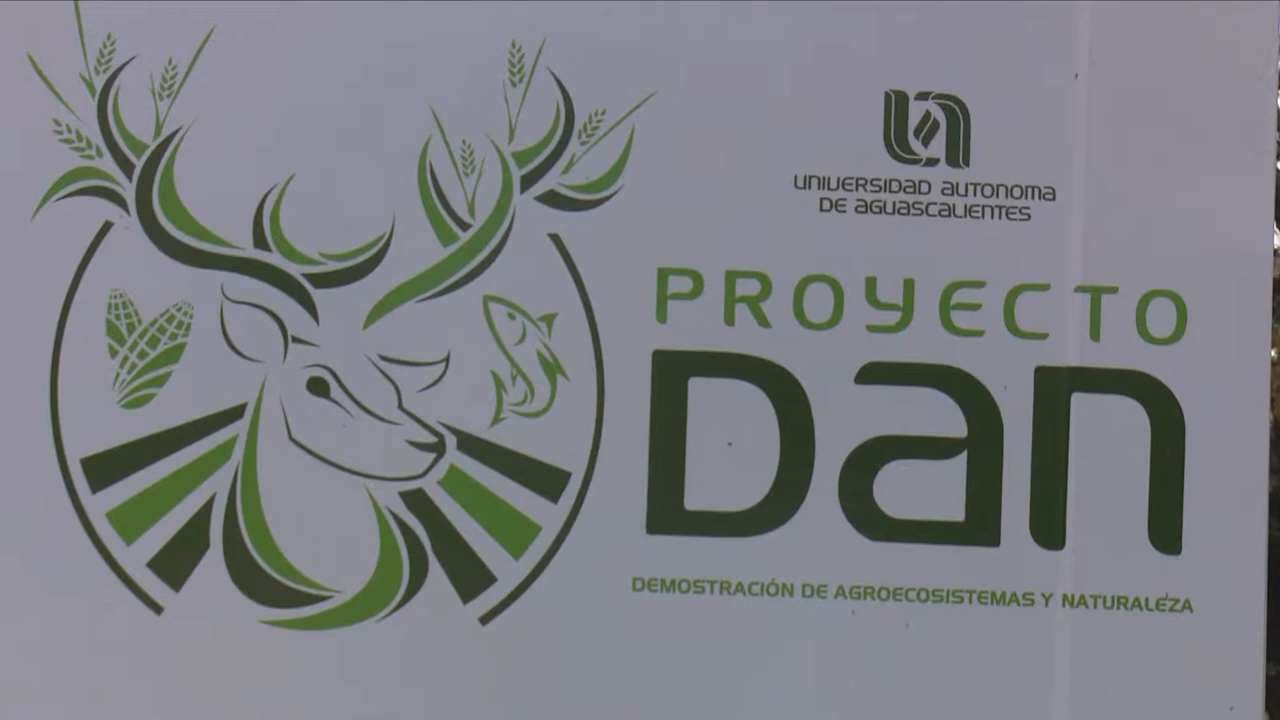 UNIVERSIDAD AUTONOMA
DE AGUASCALIENTES
PROYECTO
Dan
DEMOSTRACIÓN DE AGROECOSISTEMAS Y NATURALEZA